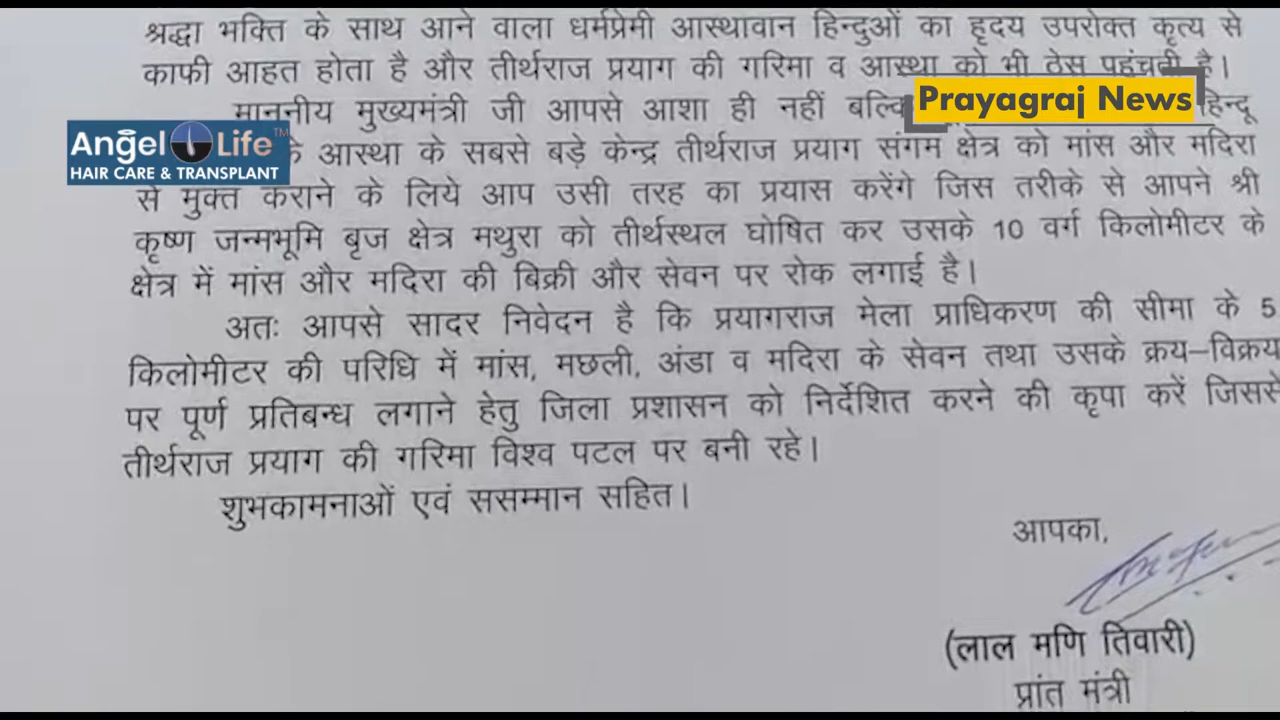 श्रद्धा भक्ति के साथ आने वाला धर्मप्रेमी आस्थावान हिन्दुओं का हृदय उपरोक्त कृत्य से
काफी आहत होता है और तीर्थराज प्रयाग की गरिमा व आस्था को भी ठेस पहुंचती है।
Prayagraj News
माननीय मुख्यमंत्री जी आपसे आशा ही नहीं हिन्दू
Angel Life™
HAIR CARE & TRANSPLANT
आस्था के सबसे बड़े केन्द्र तीर्थराज प्रयाग संगम क्षेत्र को मांस और मदिरा
से मुक्त कराने के लिये आप उसी तरह का प्रयास करेंगे जिस तरीके से आपने श्री
कृष्ण जन्मभूमि बृज क्षेत्र मथुरा को तीर्थस्थल घोषित कर उसके 10 वर्ग किलोमीटर के
क्षेत्र में मांस और मदिरा की बिक्री और सेवन पर रोक लगाई है।
अतः आपसे सादर निवेदन है कि प्रयागराज मेला प्राधिकरण की सीमा के 5
किलोमीटर की परिधि में मांस, मछली, अंडा व मदिरा के सेवन तथा उसके क्रय–विक्रय
पर पूर्ण प्रतिबन्ध लगाने हेतु जिला प्रशासन को निर्देशित करने की कृपा करें जिससे
तीर्थराज प्रयाग की गरिमा विश्व पटल पर बनी रहे।
शुभकामनाओं एवं ससम्मान सहित।
आपका,
(लाल मणि तिवारी)
प्रांत मंत्री